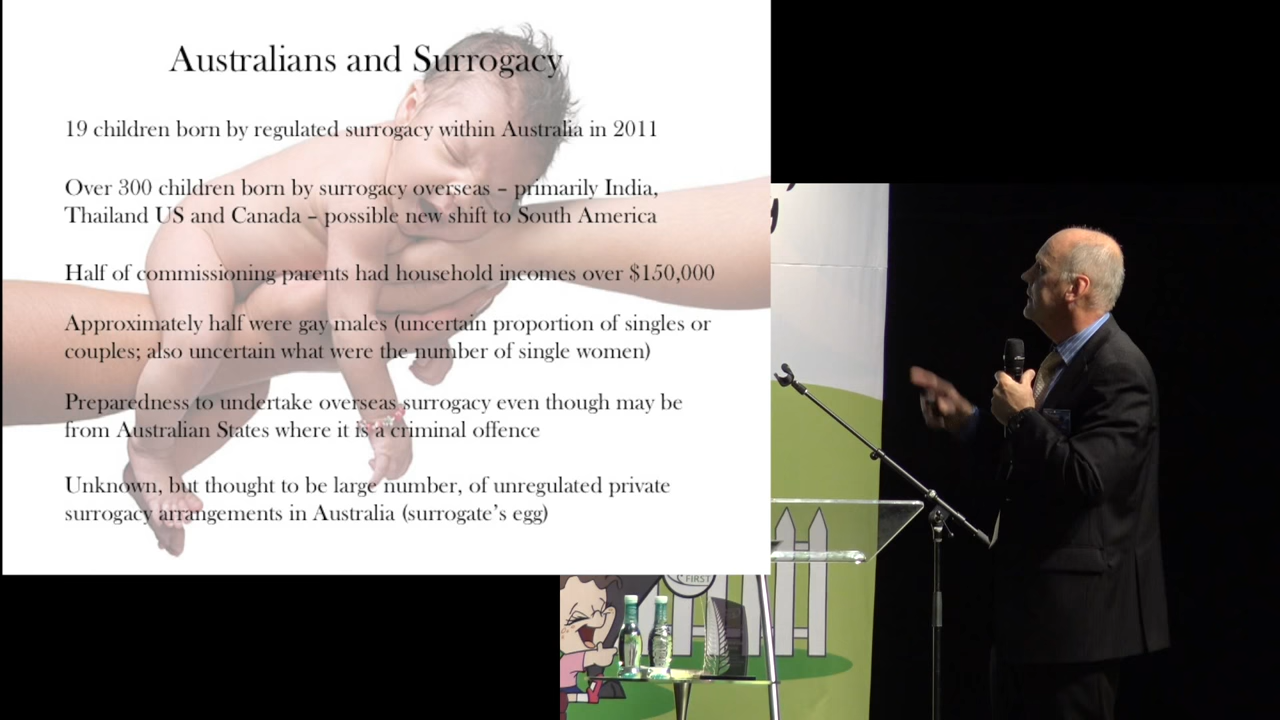 Australians and Surrogacy
19 children born by regulated surrogacy within Australia in 2011
Over 300 children born by surrogacy overseas – primarily India,
Thailand US and Canada – possible new shift to South America
Half of commissioning parents had household incomes over $150,000
Approximately half were gay males (uncertain proportion of singles or
couples; also uncertain what were the number of single women)
Preparedness to undertake overseas surrogacy even though may be
from Australian States where it is a criminal offence
Unknown, but thought to be large number, of unregulated private
surrogacy arrangements in Australia (surrogate's egg)
FIRST